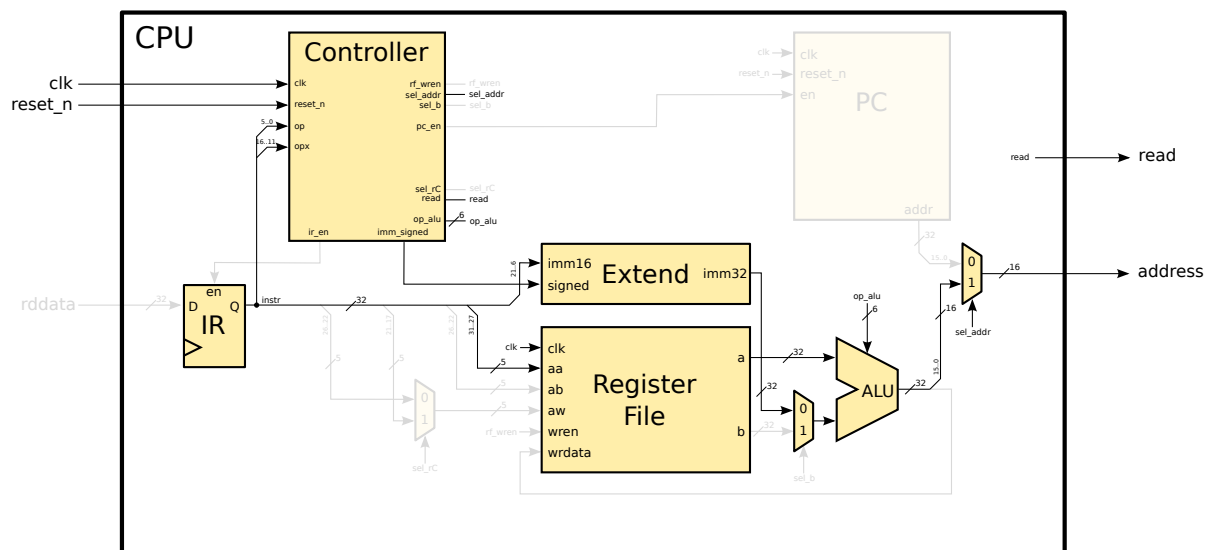 CPU
Controller
clk
reset_n
clk
reset_n
op
opx
5..0
16..11
rf_wren
sel_addr
sel_b
pc_en
sel_rC
read
op_alu
ir_en
imm_signed
rf_wren
sel_addr
sel_b
sel_rC
read
6
op_alu
clk
reset_n
clk
reset_n
en
PC
addr
32
15..0
read
read
0
1
16
address
sel_addr
rddata
32
en
D
Q
IR
instr
32
21..6
imm16
signed
Extend
imm32
31..27
5
5
5
0
1
sel_rC
5
5
clk
rf_wren
clk
aa
ab
aw
wren
wrdata
Register
File
a
b
32
32
32
0
1
sel_b
op_alu
6
ALU
32
15..0
16